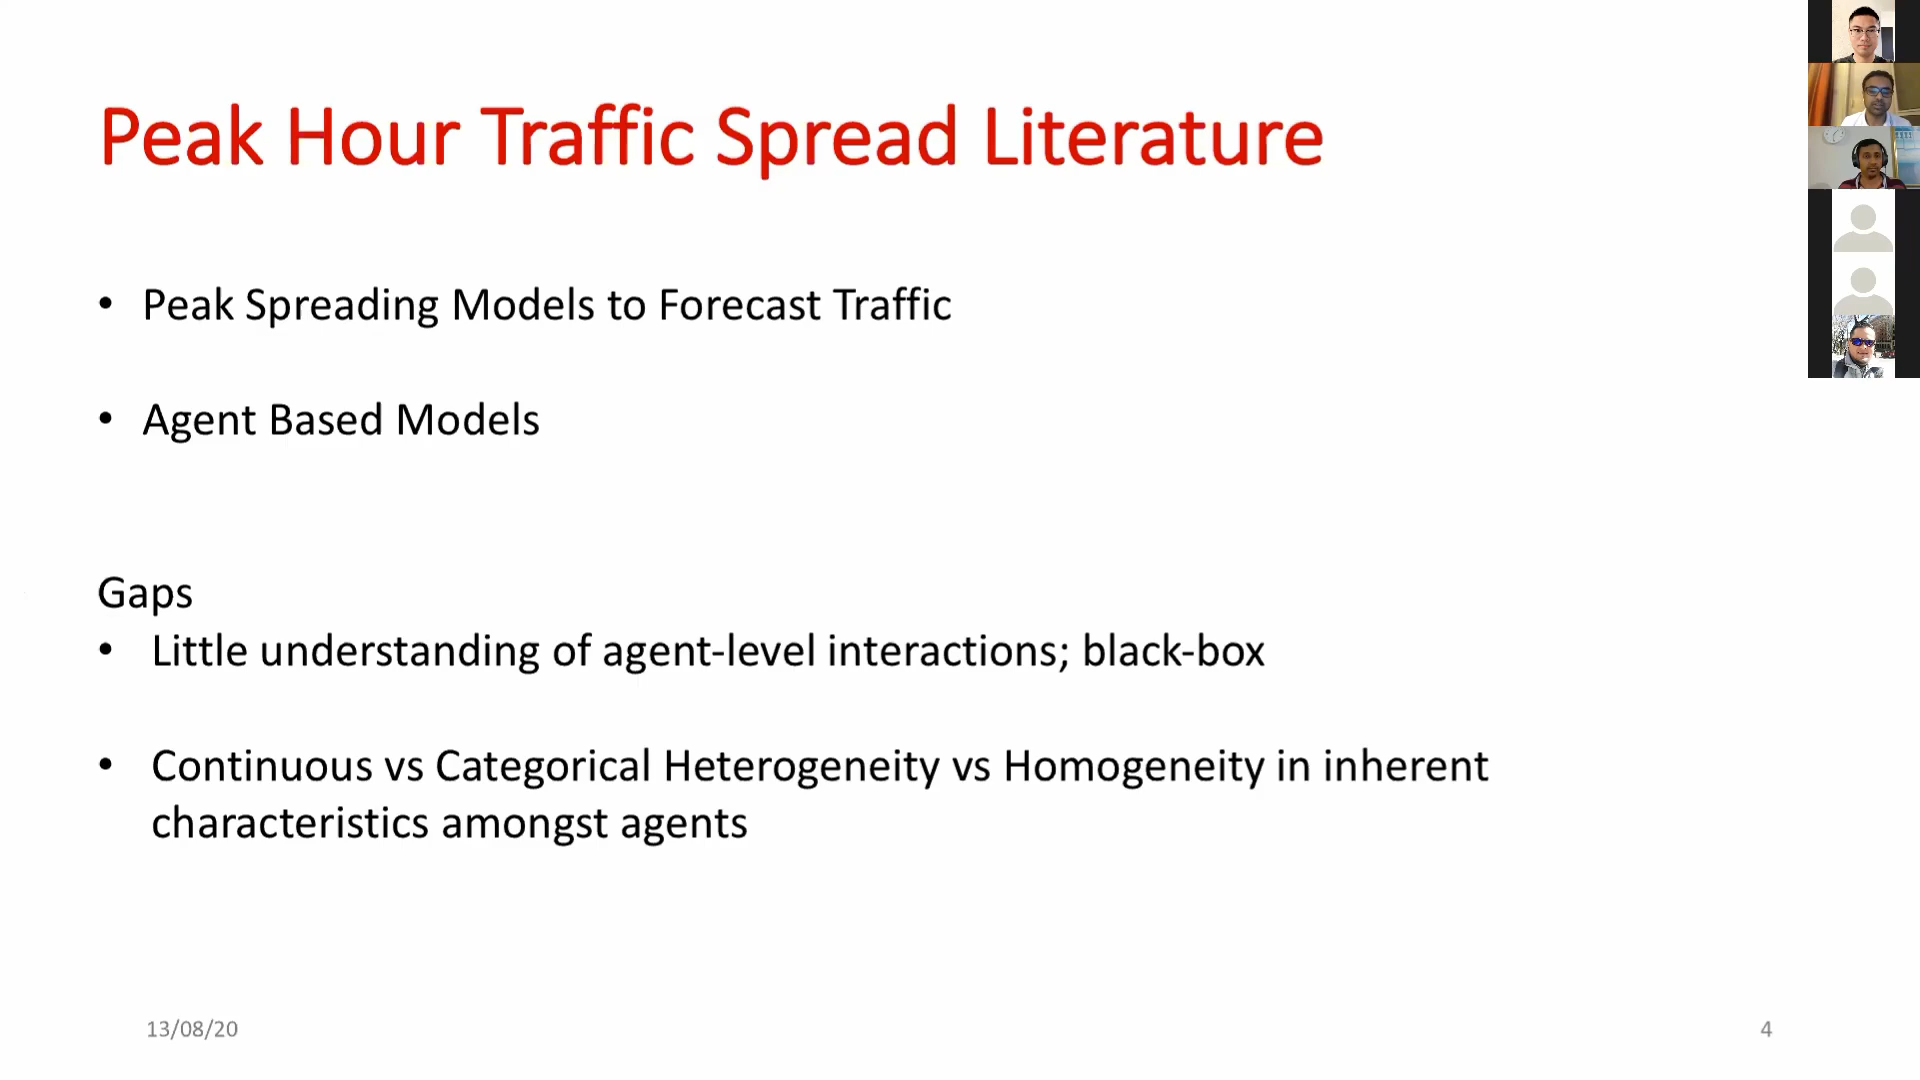 Peak Hour Traffic Spread Literature
• Peak Spreading Models to Forecast Traffic
• Agent Based Models
Gaps
• Little understanding of agent-level interactions; black-box
• Continuous vs Categorical Heterogeneity vs Homogeneity in inherent
characteristics amongst agents
13/08/20
4